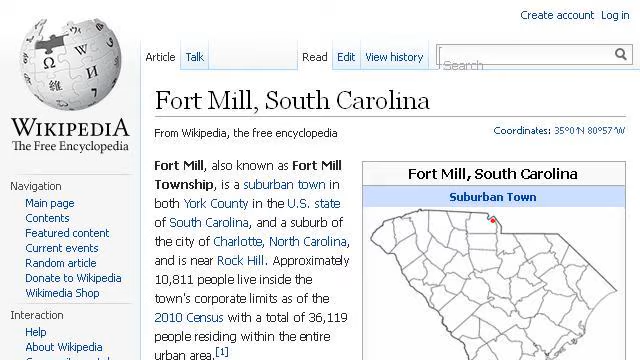 Create account Log in
Article Talk Read Edit View history Search
WIKIPEDIA
The Free Encyclopedia
Fort Mill, South Carolina
From Wikipedia, the free encyclopedia
Coordinates: 35°0′N 80°57′W
Fort Mill, also known as Fort Mill
Township, is a suburban town in
both York County in the U.S. state
of South Carolina, and a suburb of
the city of Charlotte, North Carolina,
and is near Rock Hill. Approximately
10,811 people live inside the
town's corporate limits as of the
2010 Census with a total of 36,119
people residing within the entire
urban area.[1]
Fort Mill, South Carolina
Suburban Town
Navigation
Main page
Contents
Featured content
Current events
Random article
Donate to Wikipedia
Wikimedia Shop
Interaction
Help
About Wikipedia